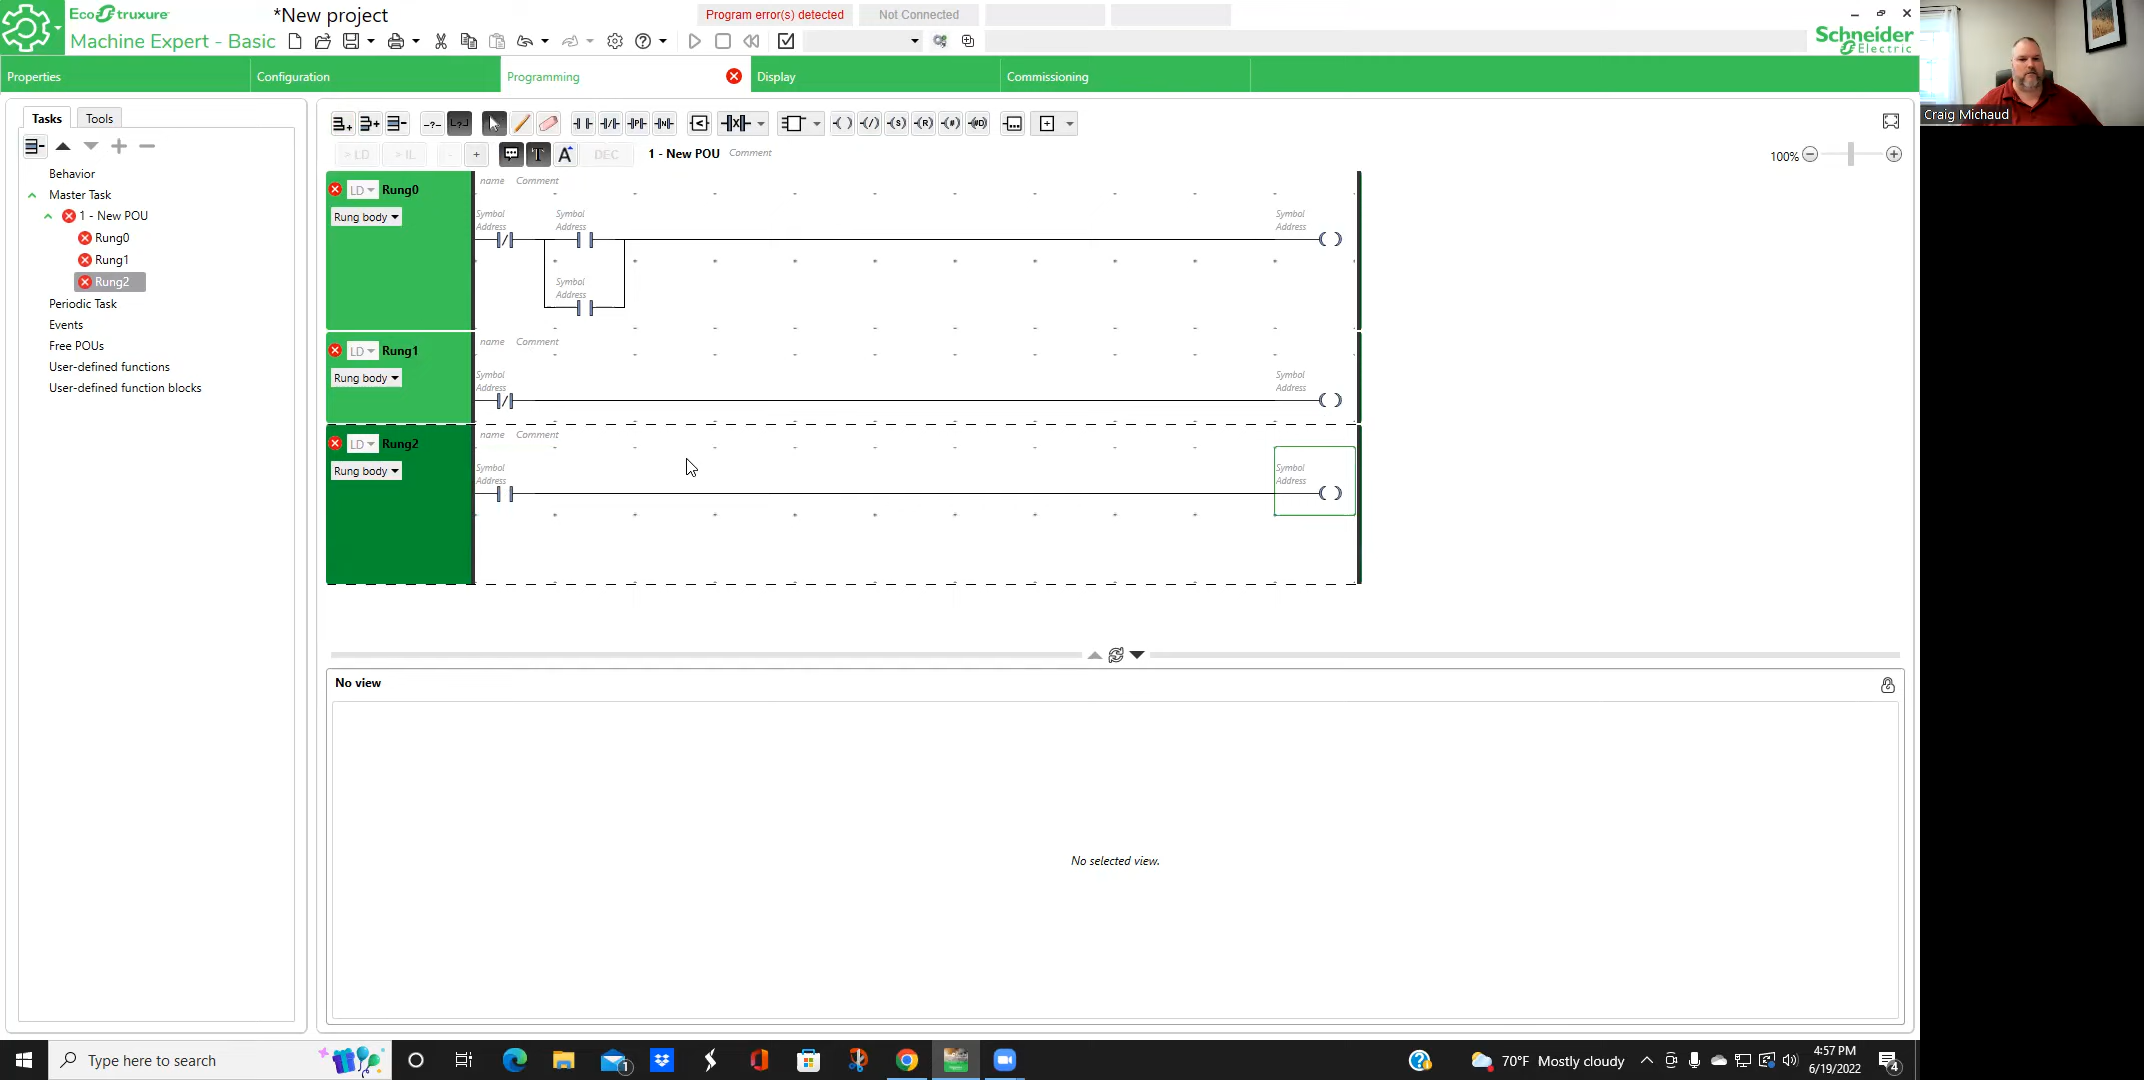 EcoStruxure
Machine Expert - Basic
*New project
Program error(s) detected
Not Connected
Schneider
Electric
Craig Michaud
Properties
Configuration
Programming
Display
Commissioning
Tasks
Tools
> LD
> IL
-
+
T
A
DEC
1 - New POU
Comment
100%
Behavior
Master Task
1 - New POU
Rung0
Rung1
Rung2
Periodic Task
Events
Free POUs
User-defined functions
User-defined function blocks
LD
Rung0
name Comment
Rung body
Symbol
Address
Symbol
Address
Symbol
Address
Symbol
Address
LD
Rung1
name Comment
Rung body
Symbol
Address
Symbol
Address
LD
Rung2
name Comment
Rung body
Symbol
Address
Symbol
Address
No view
No selected view.
Type here to search
1
70°F Mostly cloudy
4:57 PM
6/19/2022
4